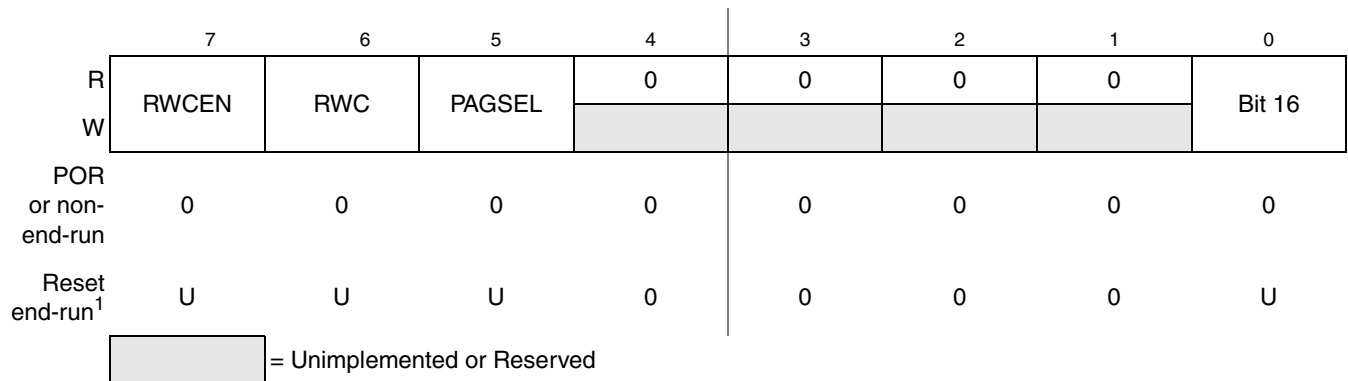 7 6 5 4 3 2 1 0
R RWCEN RWC PAGSEL 0 0 0 0 Bit 16
W
POR
or non- 0 0 0 0 0 0 0 0
end-run
Reset
end-run1 U U U 0 0 0 0 U
= Unimplemented or Reserved